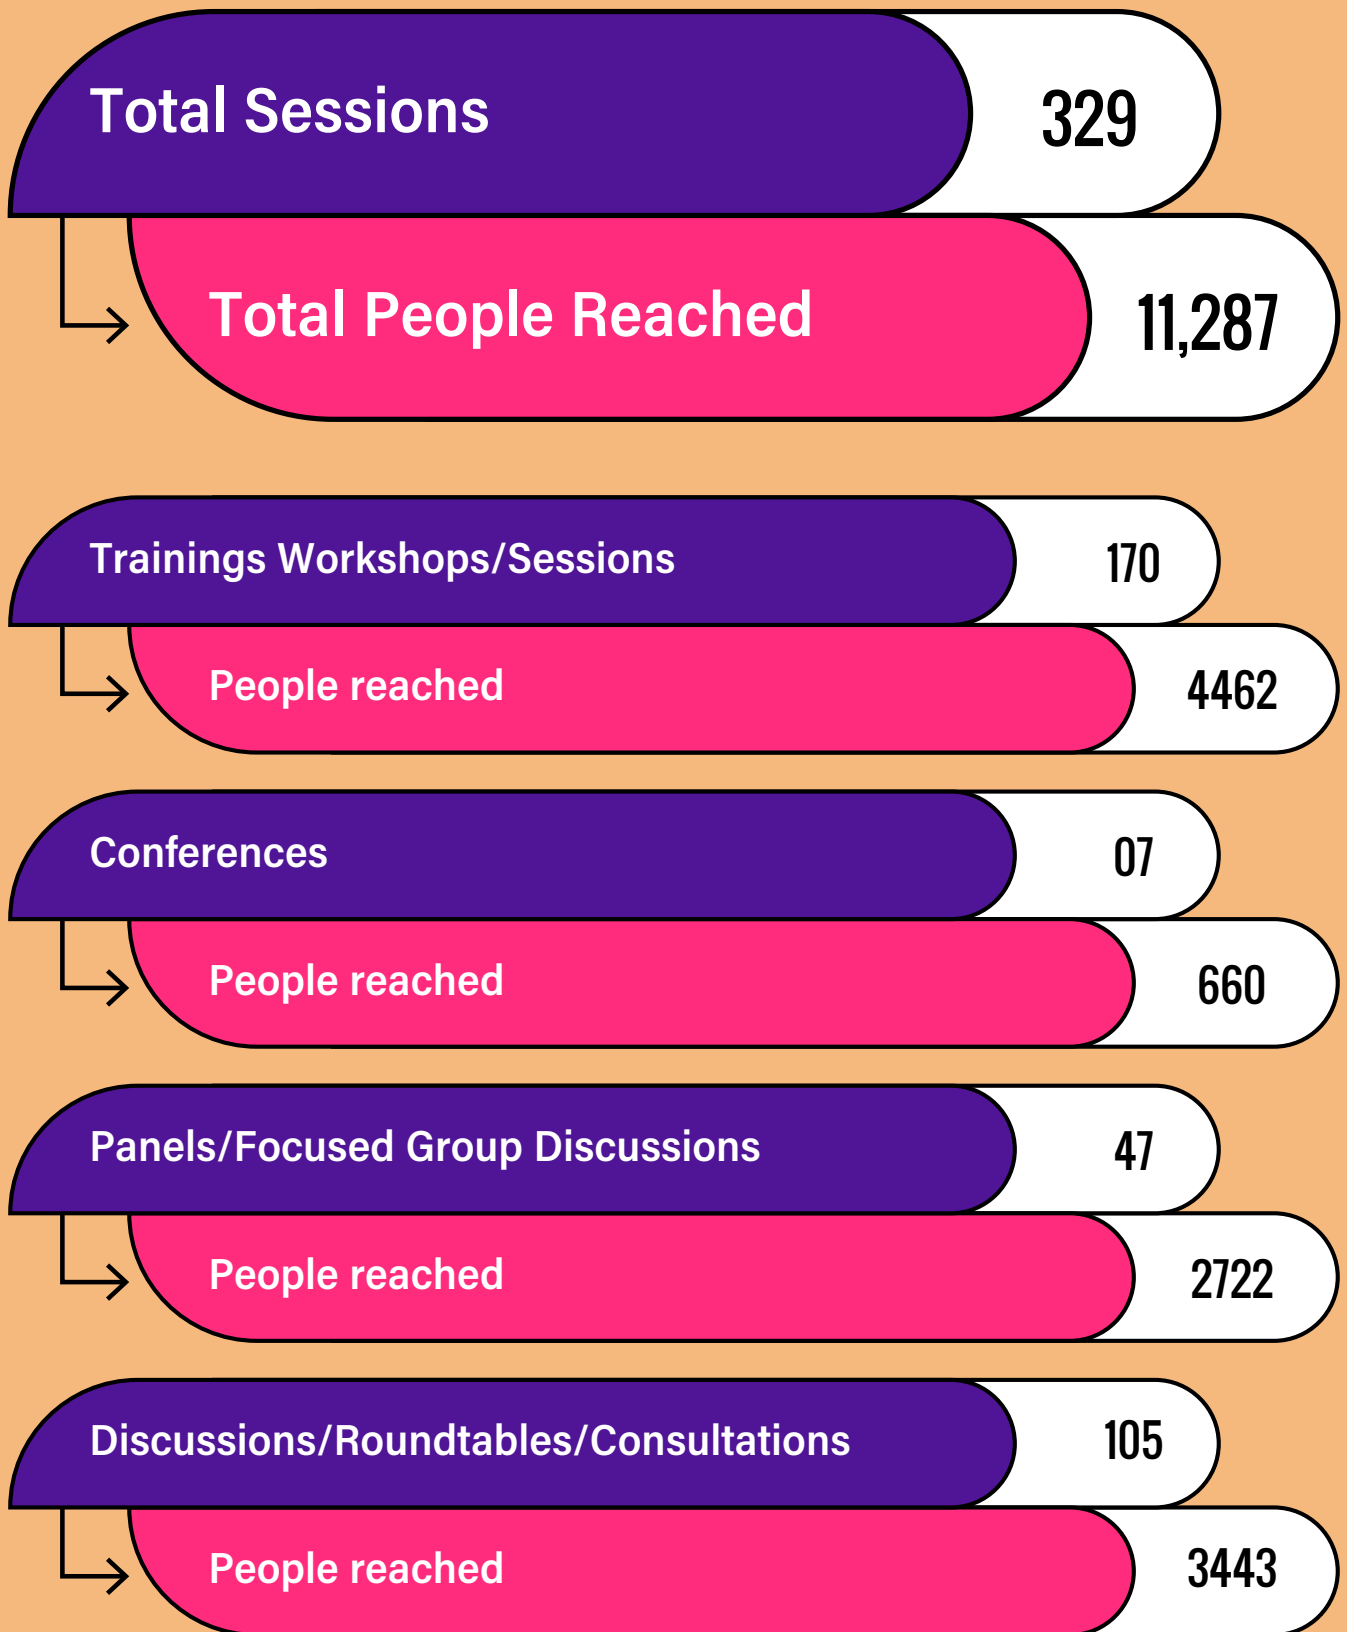 Total Sessions
329
Total People Reached
11,287
Trainings Workshops/Sessions
170
People reached
4462
Conferences
07
People reached
660
Panels/Focused Group Discussions
47
People reached
2722
Discussions/Roundtables/Consultations
105
People reached
3443